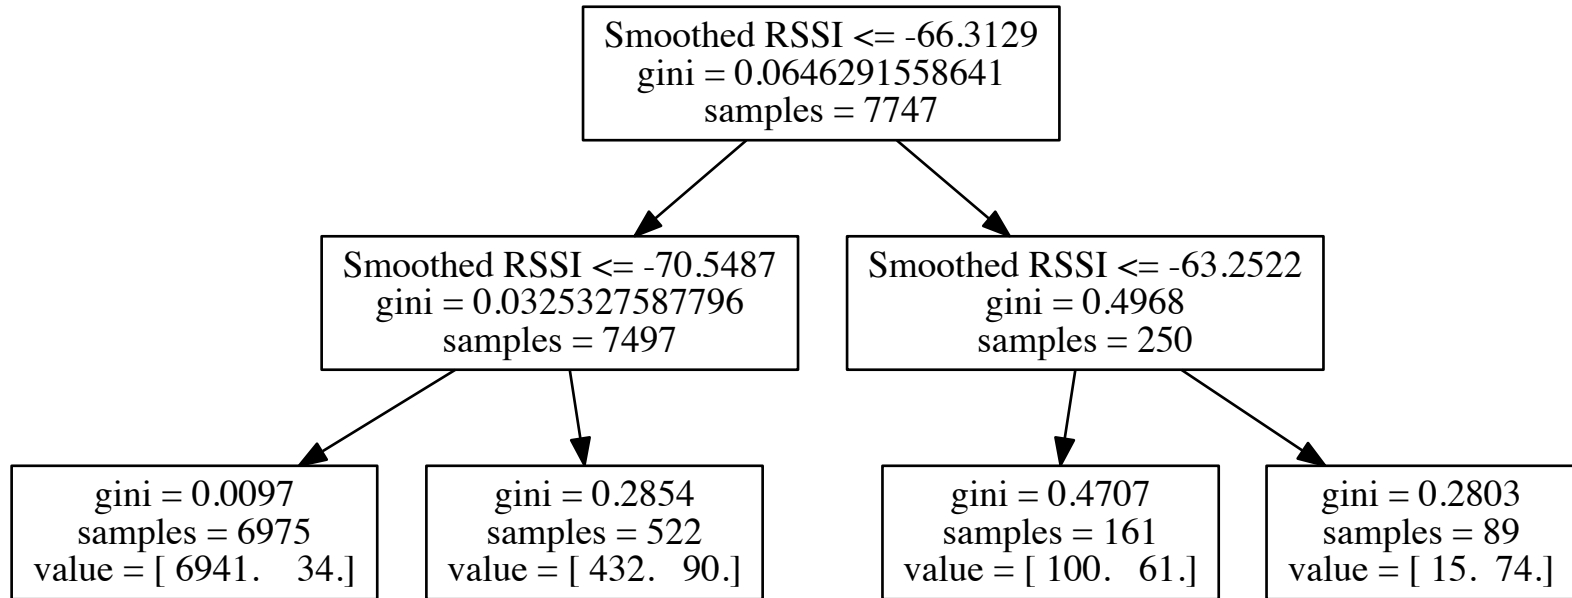 Smoothed RSSI <= -66.3129
gini = 0.0646291558641
samples = 7747
Smoothed RSSI <= -70.5487
gini = 0.0325327587796
samples = 7497
Smoothed RSSI <= -63.2522
gini = 0.4968
samples = 250
gini = 0.0097
samples = 6975
value = [ 6941.    34.]
gini = 0.2854
samples = 522
value = [ 432.   90.]
gini = 0.4707
samples = 161
value = [ 100.   61.]
gini = 0.2803
samples = 89
value = [ 15.  74.]